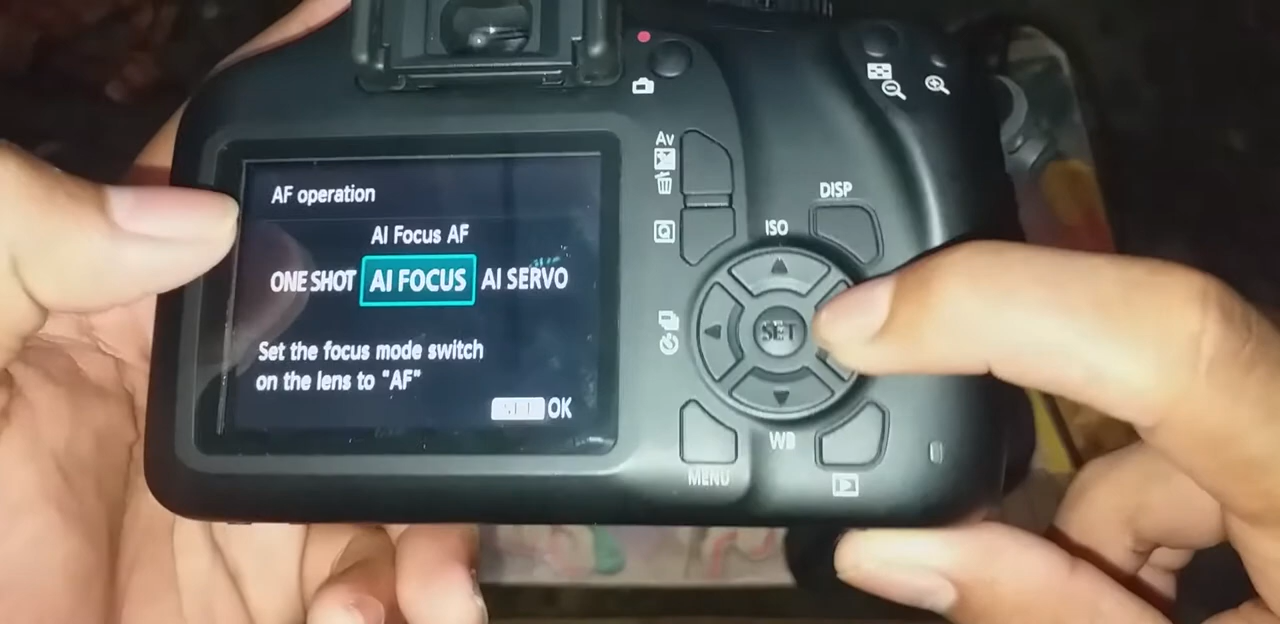 AF operation
AI Focus AF
ONE SHOT AI FOCUS AI SERVO
Set the focus mode switch
on the lens to "AF"
SET OK
Av
Q
DISP
ISO
SET
WB
MENU